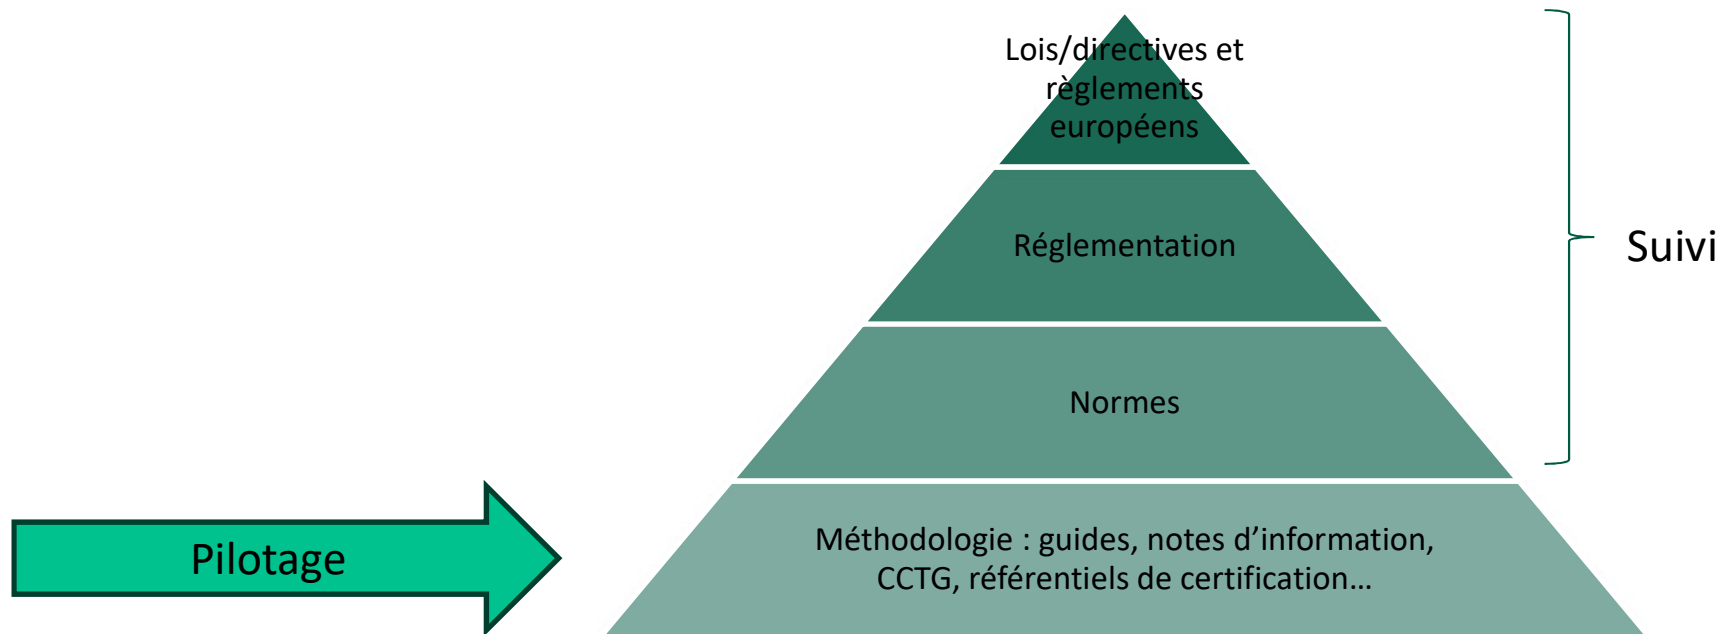 Lois/directives et
règlements
européens
Réglementation
Suivi
Normes
Pilotage
Méthodologie : guides, notes d’information,
CCTG, référentiels de certification…